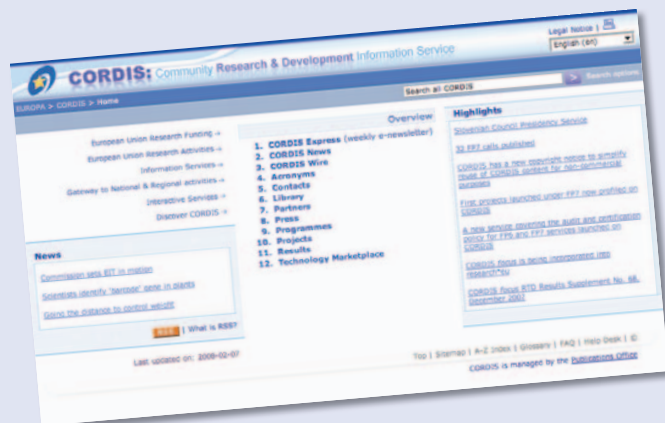 Legal Notice |
English (en)
CORDIS: Community Research & Development Information Service
EUROPA > CORDIS > Home
Search all CORDIS
> Search options
European Union Research Funding
European Union Research Activities
Information Services
Gateway to National & Regional activities
Interactive Services
Discover CORDIS
News
Commission sets EIT in motion
Scientists identify 'barcode' gene in plants
Going the distance to control weight
RSS | What is RSS?
Last updated on: 2008-02-07
Overview
1. CORDIS Express (weekly e-newsletter)
2. CORDIS News
3. CORDIS Wire
4. Acronyms
5. Contacts
6. Library
7. Partners
8. Press
9. Programmes
10. Projects
11. Results
12. Technology Marketplace
Highlights
Slovenian Council Presidency Service
32 FP7 calls published
CORDIS has a new copyright notice to simplify
reuse of CORDIS content for non-commercial
purposes
First projects launched under FP7 now profiled on
CORDIS
A new service covering the audit and certification
policy for FP6 and FP7 services launched on
CORDIS
CORDIS focus is being incorporated into
research*eu
CORDIS focus RTD Results Supplement No. 68,
December 2007
Top | Sitemap | A-Z Index | Glossary | FAQ | Help Desk | ©
CORDIS is managed by the Publications Office